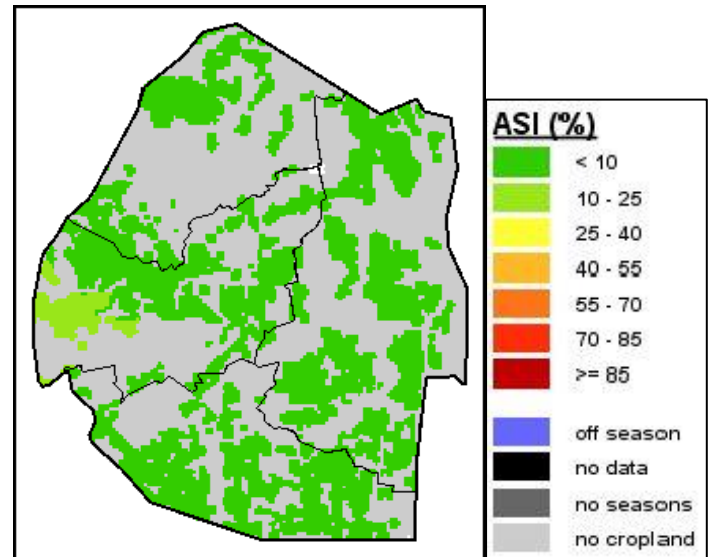 ASI (%)
< 10
10 - 25
25 - 40
40 - 55
55 - 70
70 - 85
>= 85
off season
no data
no seasons
no cropland